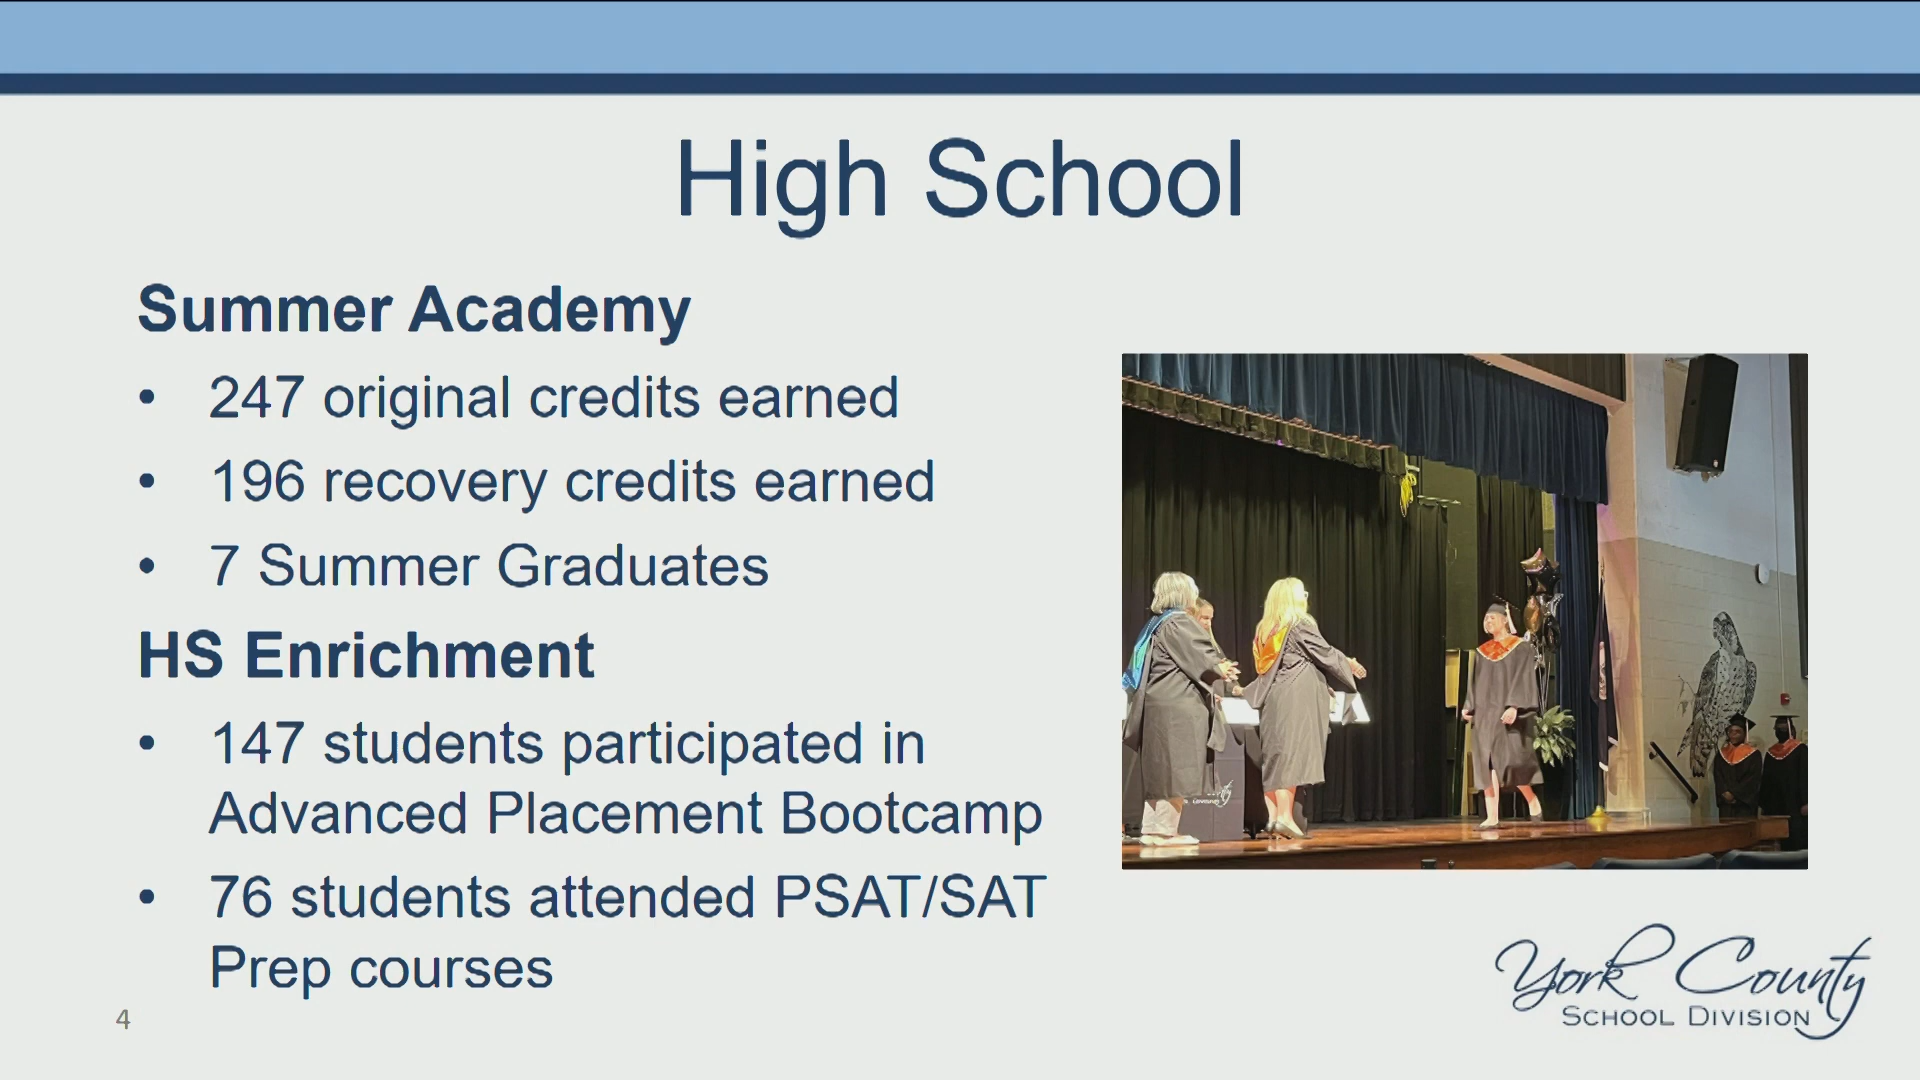 High School
Summer Academy
• 247 original credits earned
• 196 recovery credits earned
• 7 Summer Graduates
HS Enrichment
• 147 students participated in
Advanced Placement Bootcamp
• 76 students attended PSAT/SAT
Prep courses
4
York County
School Division